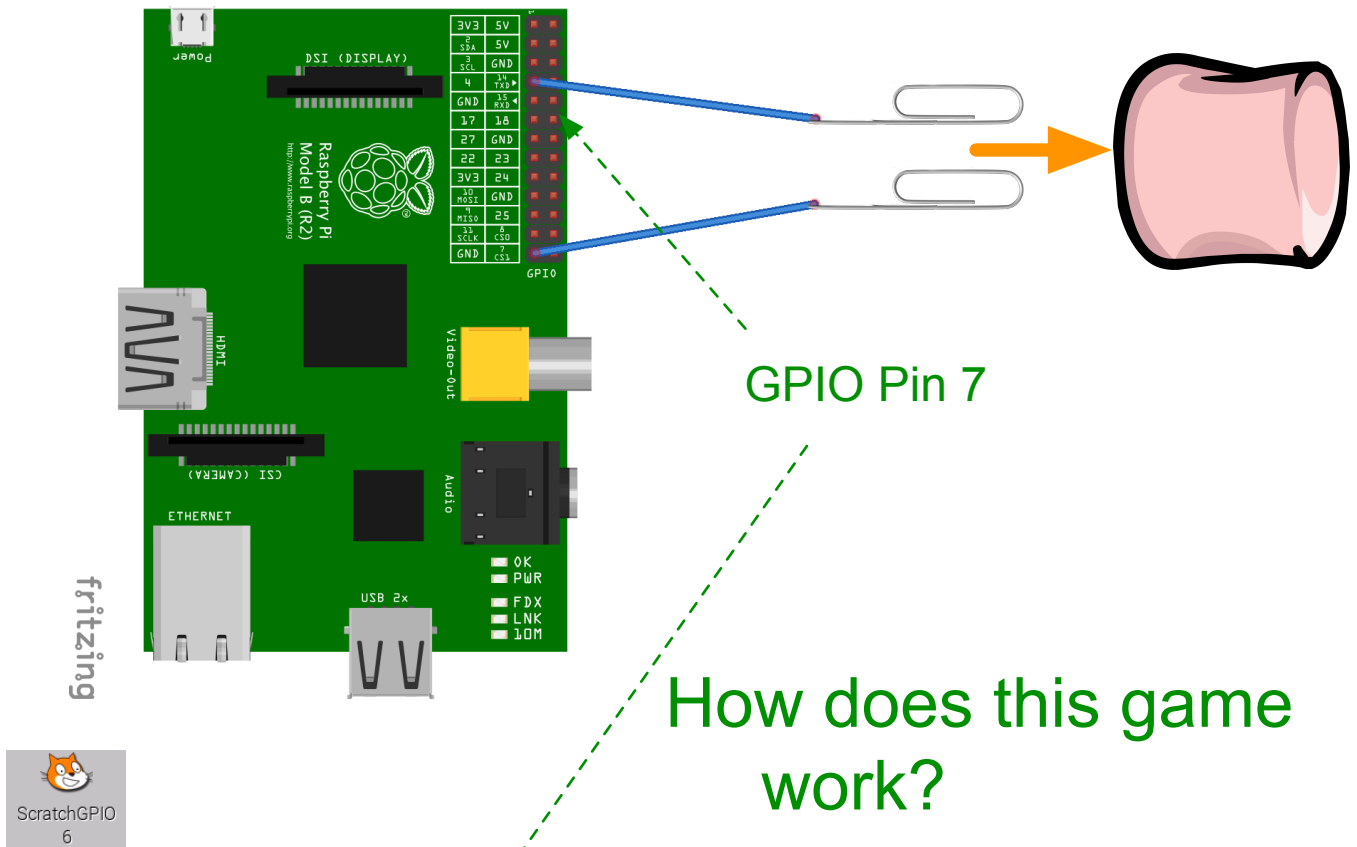 Power
DSI (DISPLAY)
1
3V3 5V
2 SDA 5V
3 SCL GND
4 14 TXD
GND 15 RXD
17 18
27 GND
22 23
3V3 24
10 MOSI GND
9 MISO 25
11 SCLK 8 CS0
GND 7 CS1
GPIO
Raspberry Pi
Model B (R2)
http://www.raspberrypi.org
HDMI
Video-Out
GPIO Pin 7
CSI (CAMERA)
Audio
ETHERNET
OK
PWR
FDX
LNK
10M
USB 2x
fritzing
How does this game
work?
ScratchGPIO
6